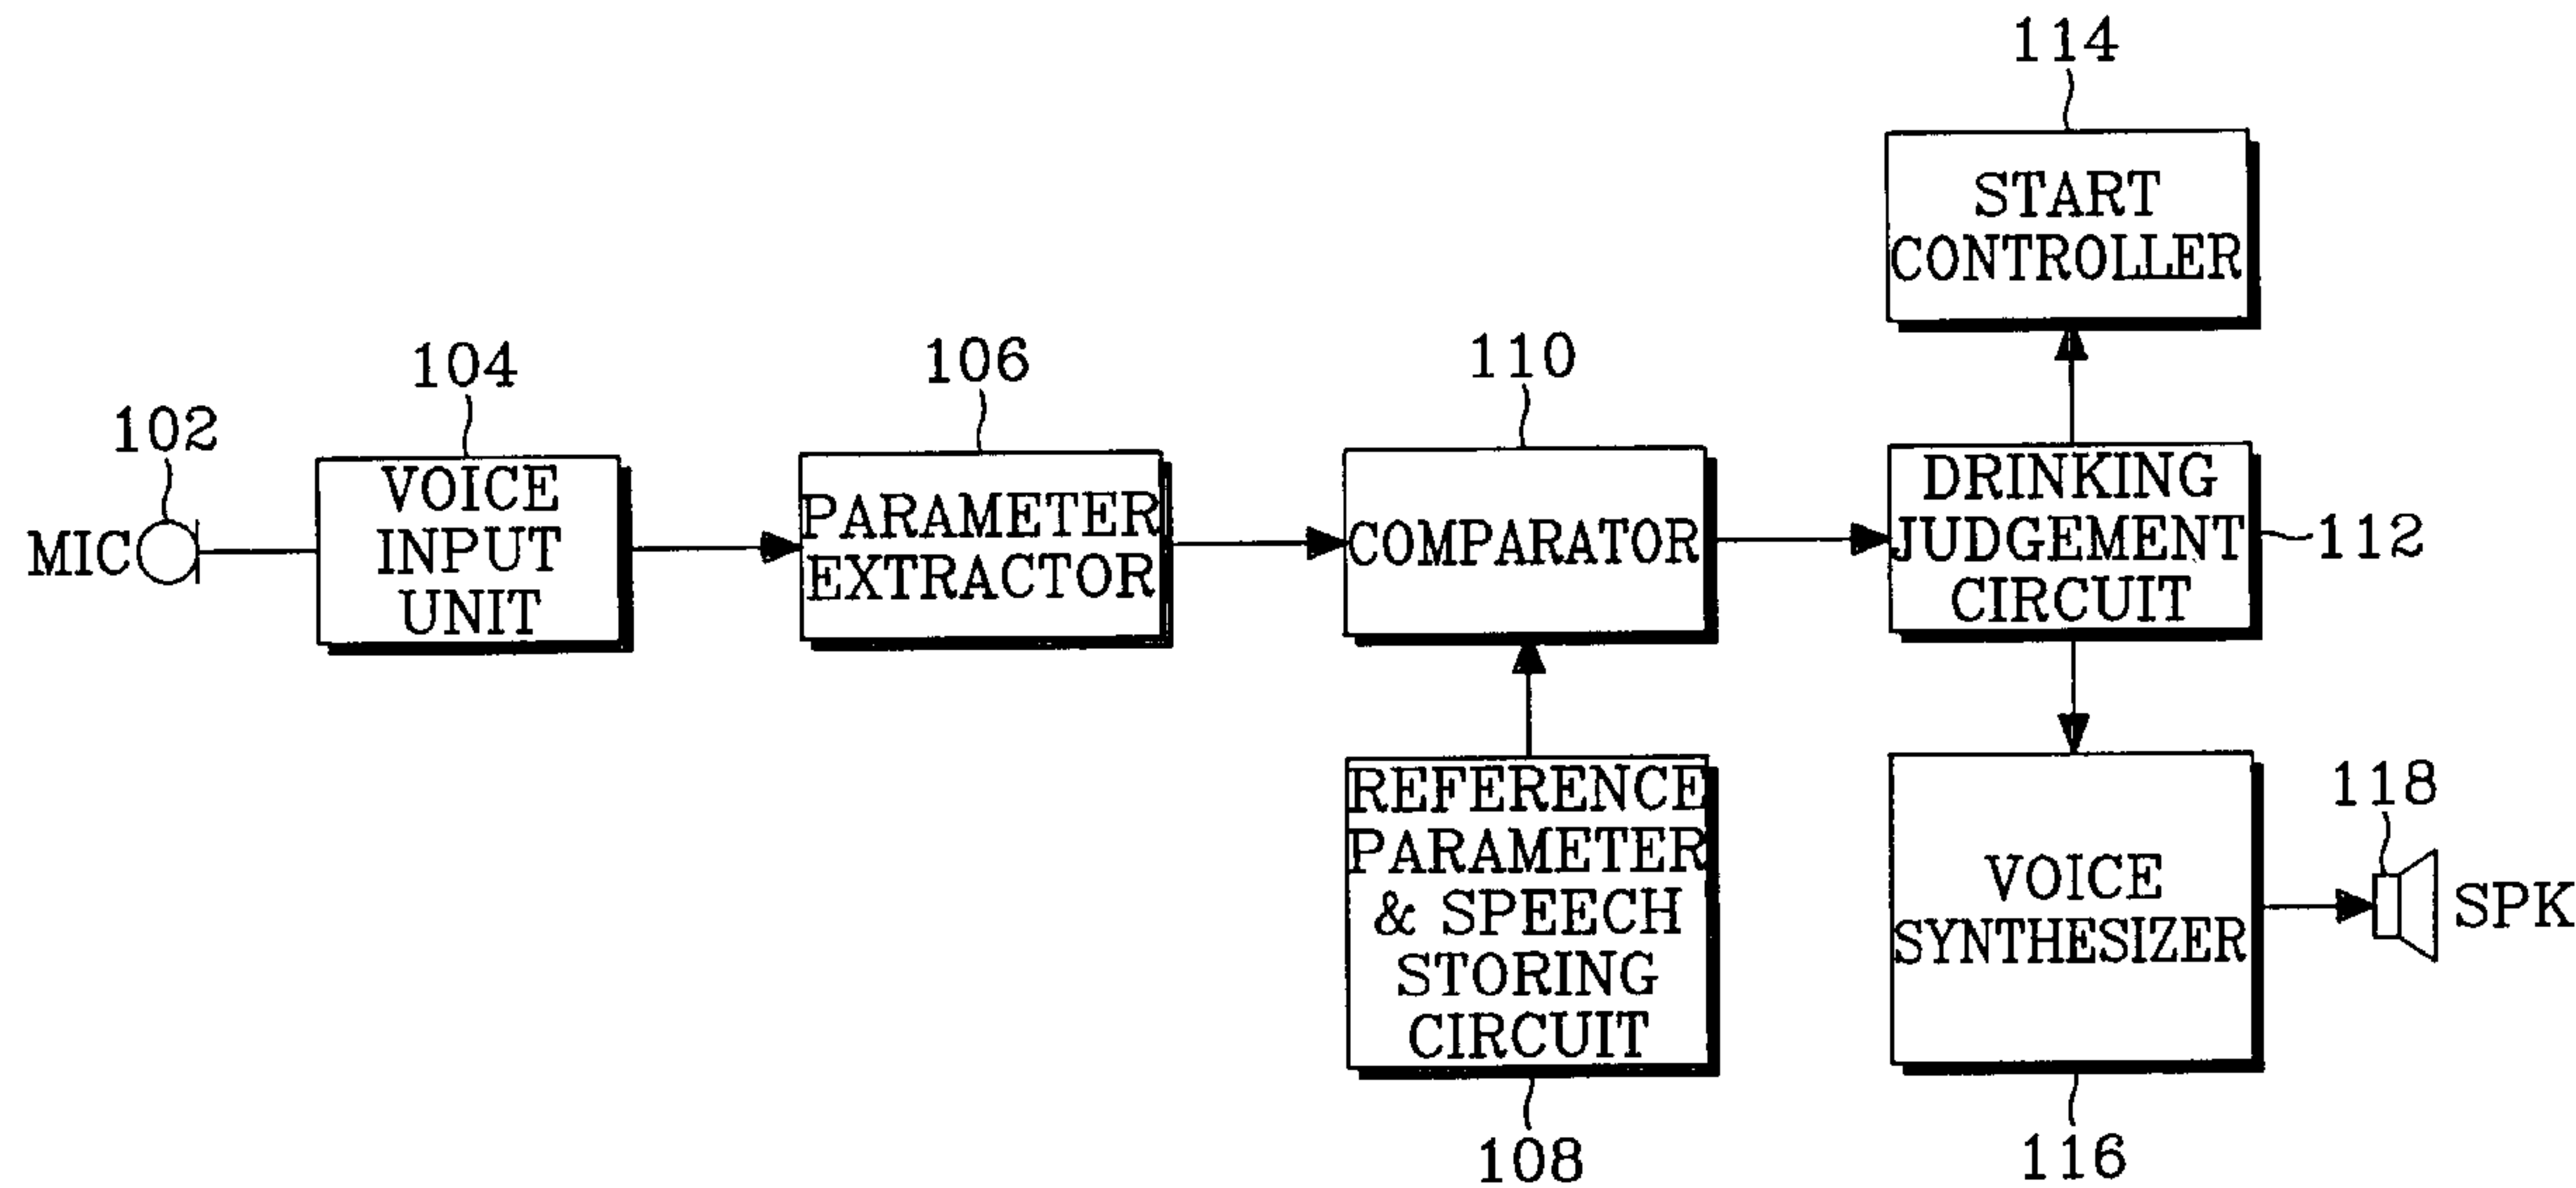 114
START
CONTROLLER
104
106
110
102
MIC
VOICE
INPUT
UNIT
PARAMETER
EXTRACTOR
COMPARATOR
DRINKING
JUDGEMENT
CIRCUIT
112
REFERENCE
PARAMETER
& SPEECH
STORING
CIRCUIT
108
VOICE
SYNTHESIZER
116
118
SPK